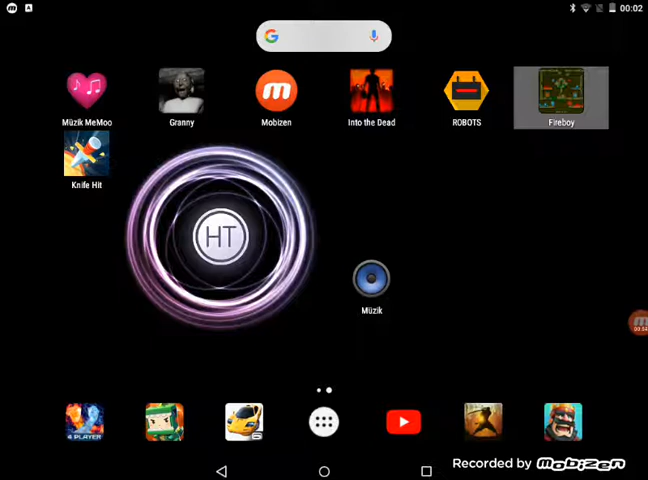 00:02
Müzik MeMoo
Granny
Mobizen
Into the Dead
ROBOTS
Fireboy
Knife Hit
HT
Müzik
4 PLAYER
Recorded by MOBIZEN